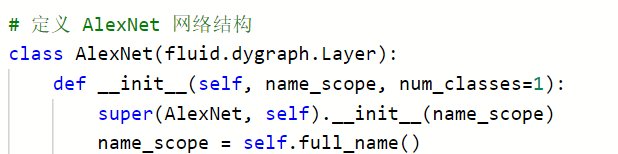 # 定义 AlexNet 网络结构
class AlexNet(fluid.dygraph.Layer):
    def __init__(self, name_scope, num_classes=1):
        super(AlexNet, self).__init__(name_scope)
        name_scope = self.full_name()